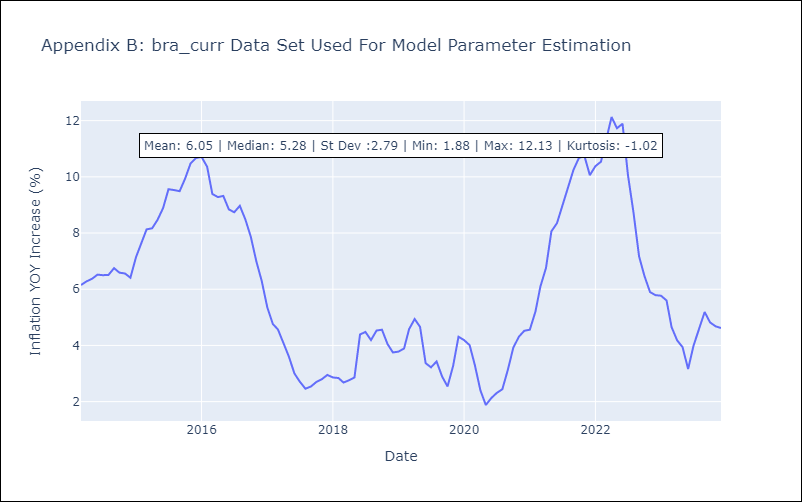 Appendix B: bra_curr Data Set Used For Model Parameter Estimation
12
Mean: 6.05 | Median: 5.28 | St Dev :2.79 | Min: 1.88 | Max: 12.13 | Kurtosis: -1.02
10
8
6
4
2
Inflation YOY Increase (%)
2016
2018
2020
2022
Date